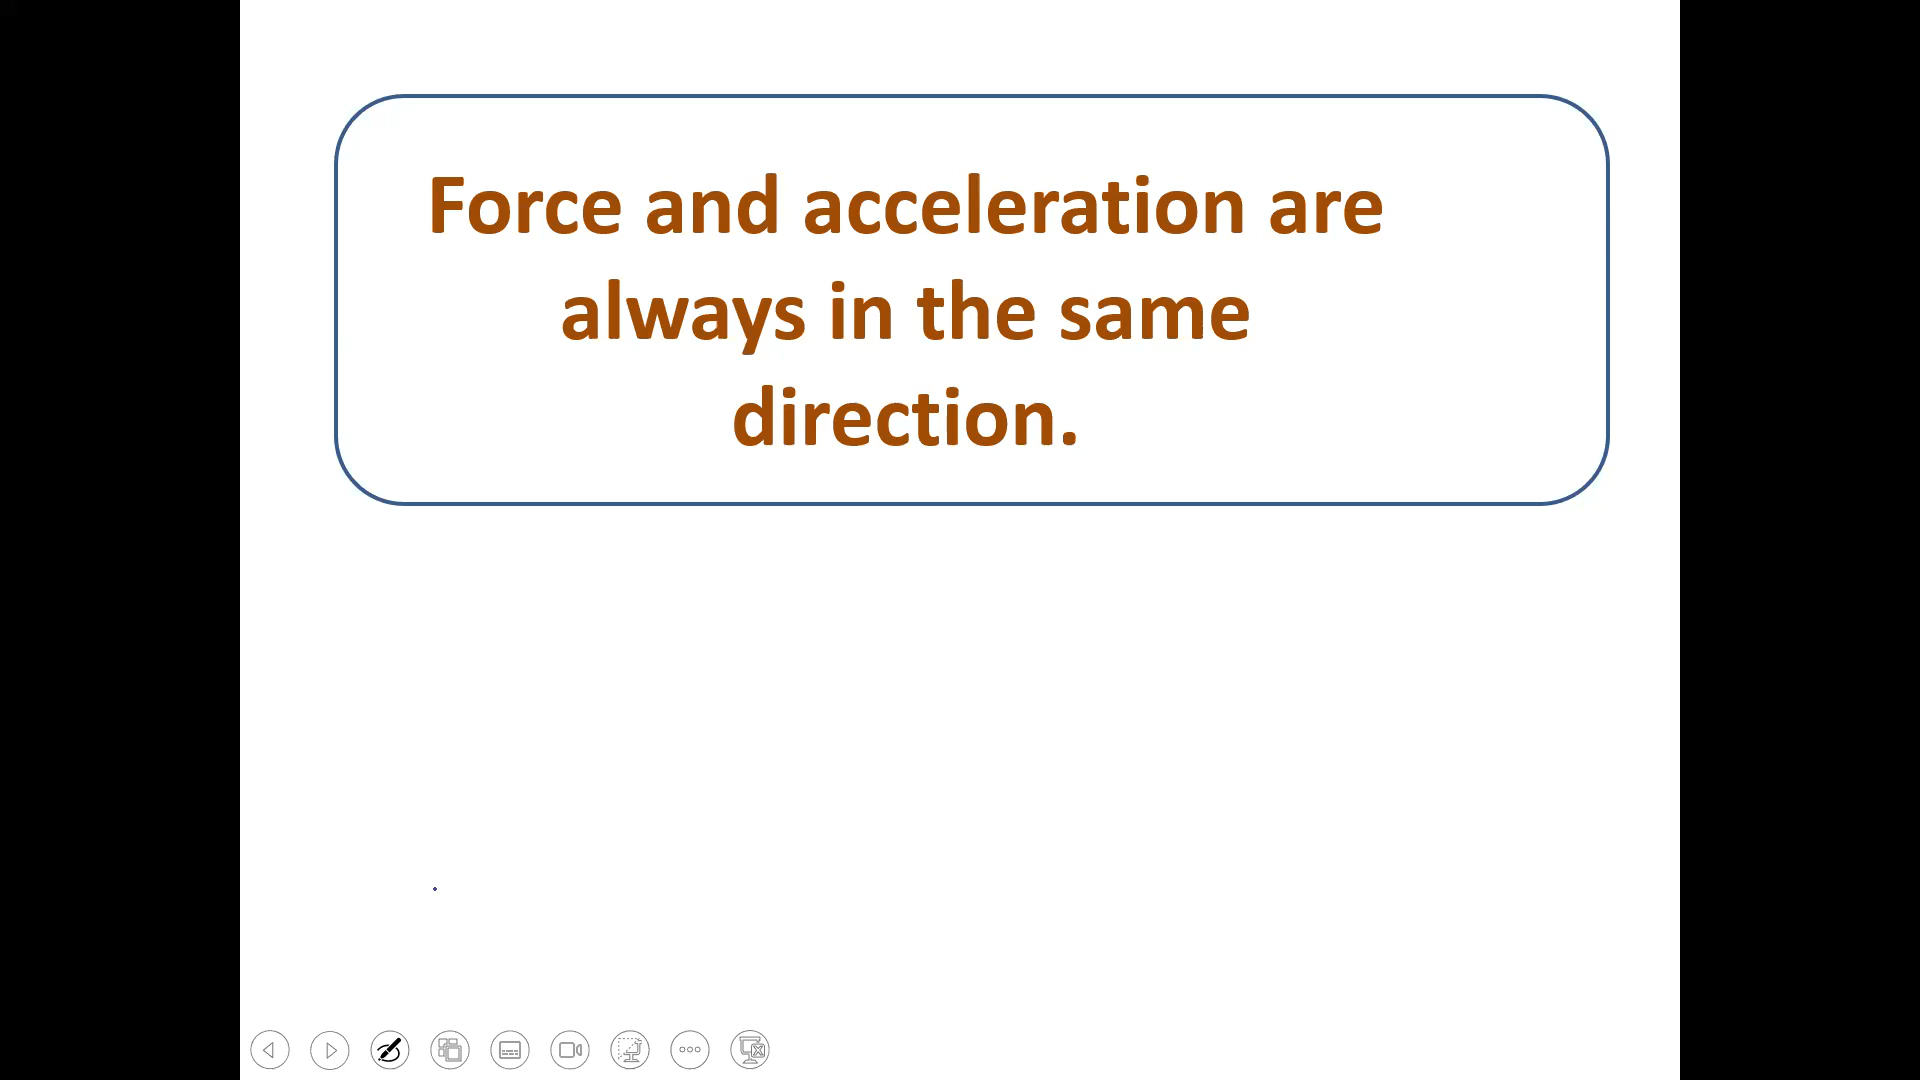 Force and acceleration are
always in the same
direction.